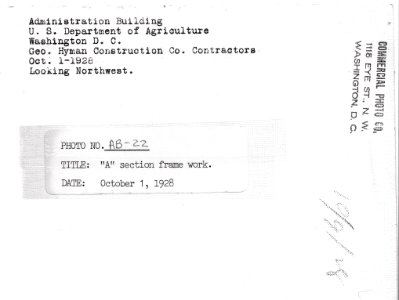 Administration Building
U. S. Department of Agriculture
Washington D. C.
Geo. Hyman Construction Co. Contractors
Oct. 1-1928
Looking Northwest.
COMMERCIAL PHOTO CO.
1116 EYE ST., N. W.
WASHINGTON, D. C.
PHOTO NO. AB-22
TITLE: "A" section frame work.
DATE: October 1, 1928